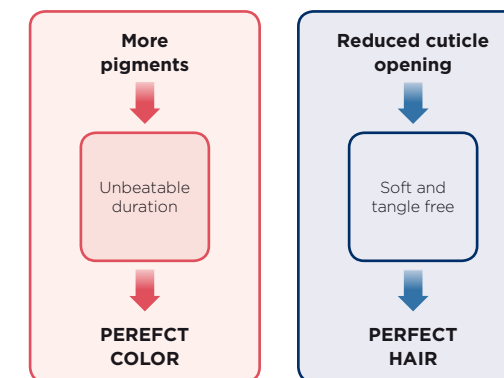 More
pigments
Unbeatable
duration
PEREFCT
COLOR
Reduced cuticle
opening
Soft and
tangle free
PERFECT
HAIR